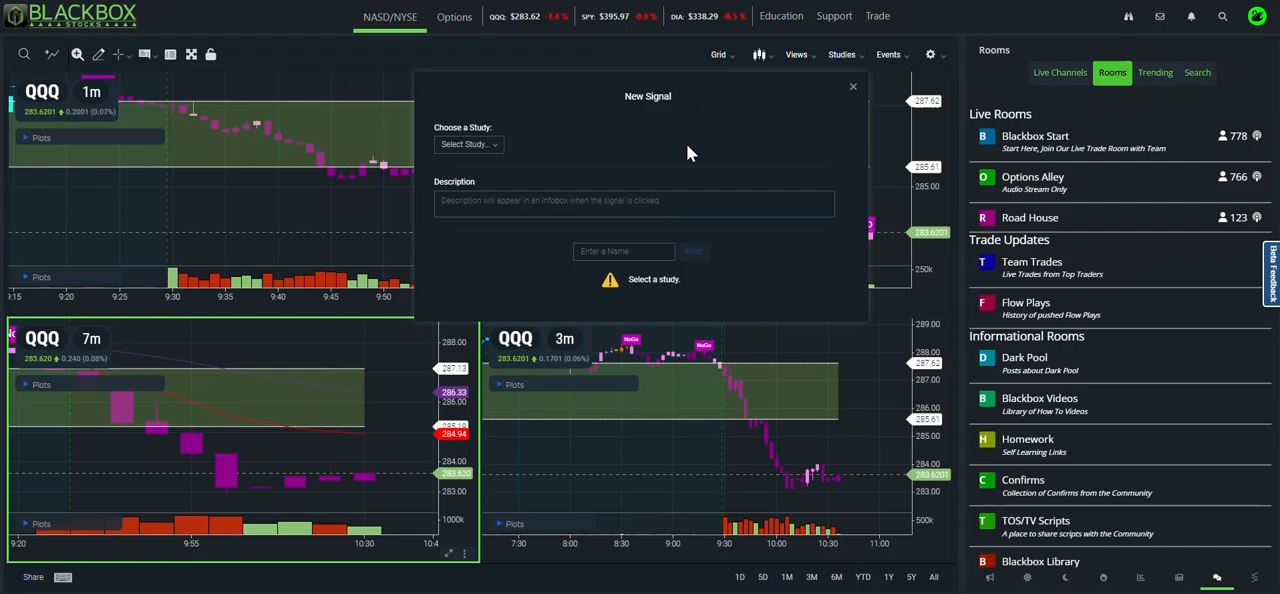 BLACKBOX
STOCKS
NASD/NYSE
Options
QQQ: $283.62 -1.4 %
SPY: $395.97 -0.9 %
DIA: $338.29 -0.5 %
Education
Support
Trade
Grid
Views
Studies
Events
QQQ 1m
283.6201 0.2001 (0.07%)
Plots
Plots
9:15 9:20 9:25 9:30 9:35 9:40 9:45 9:50
New Signal
Choose a Study:
Select Study...
Description
Description will appear in an infobox when the signal is clicked.
Enter a Name
SAVE
Select a study.
287.62
285.61
285.00
283.6201
250k
QQQ 7m
283.620 0.240 (0.08%)
Plots
Plots
288.00
287.13
286.33
286.00
284.94
284.00
283.620
283.00
1000k
9:20 9:55 10:30 10:4
QQQ 3m
283.6201 0.1701 (0.06%)
Plots
NoGo
NoGo
Plots
289.00
288.00
287.62
287.00
285.61
285.00
284.00
283.6201
283.00
500k
7:30 8:00 8:30 9:00 9:30 10:00 10:30 11:00
Share
1D 5D 1M 3M 6M YTD 1Y 5Y All
Rooms
Live Channels
Rooms
Trending
Search
Live Rooms
B Blackbox Start 778
Start Here, Join Our Live Trade Room with Team
O Options Alley 766
Audio Stream Only
R Road House 123
Trade Updates
T Team Trades
Live Trades from Top Traders
F Flow Plays
History of pushed Flow Plays
Informational Rooms
D Dark Pool
Posts about Dark Pool
B Blackbox Videos
Library of How To Videos
H Homework
Self Learning Links
C Confirms
Collection of Confirms from the Community
T TOS/TV Scripts
A place to share scripts with the Community
B Blackbox Library
Beta Feedback